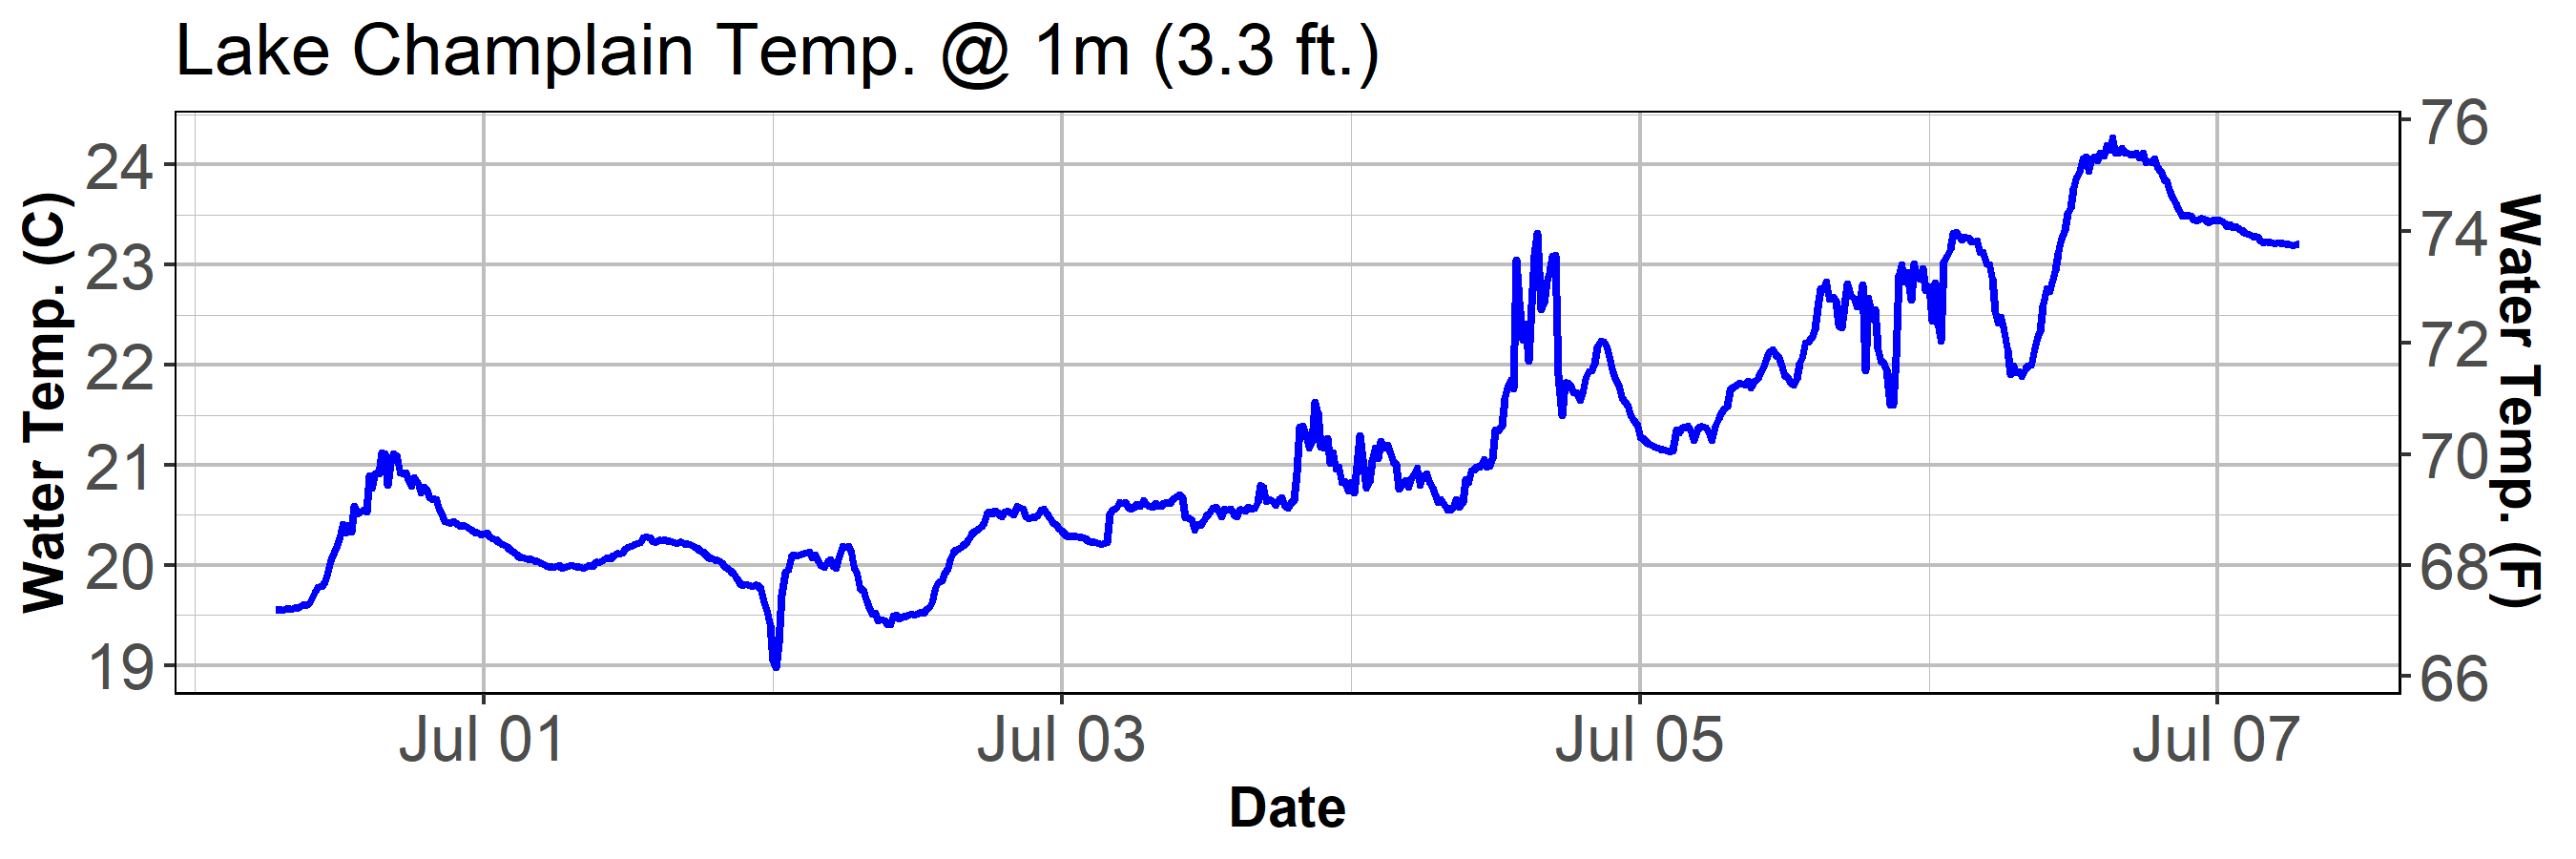 Lake Champlain Temp. @ 1m (3.3 ft.)
Water Temp. (C)
24
23
22
21
20
19
76
74
72
70
68
66
Water Temp. (F)
Jul 01
Jul 03
Jul 05
Jul 07
Date